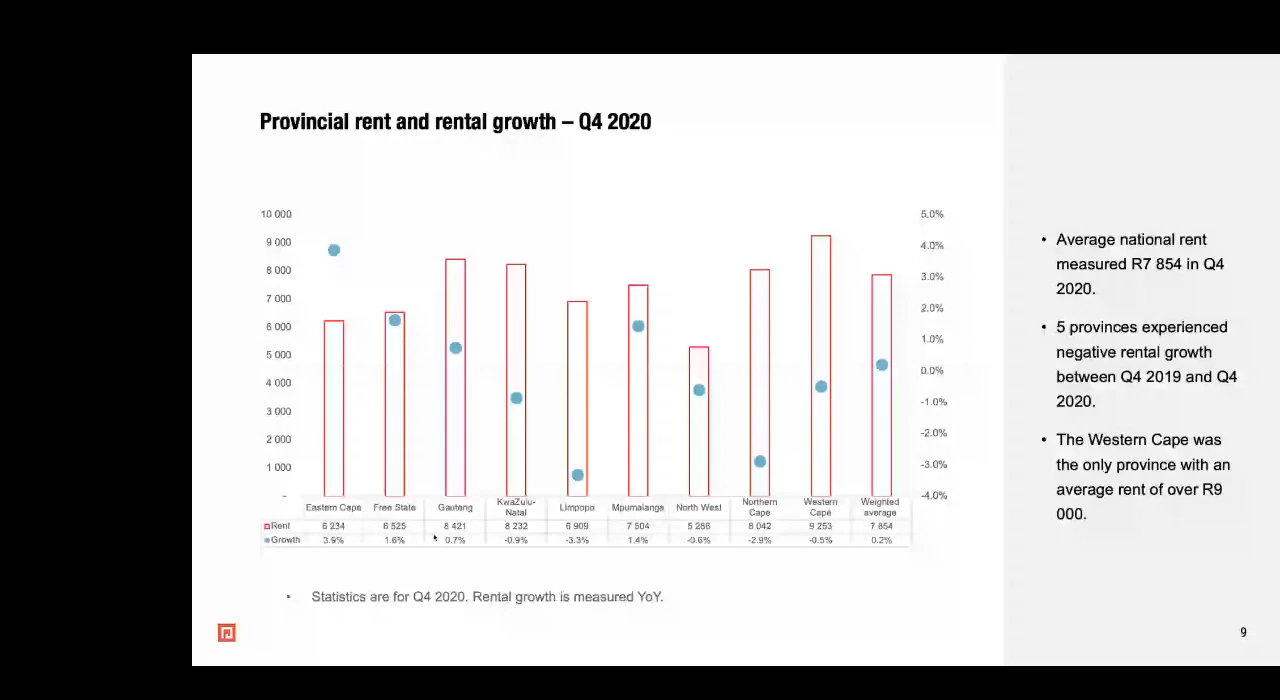 Provincial rent and rental growth – Q4 2020
10 000
9 000
8 000
7 000
6 000
5 000
4 000
3 000
2 000
1 000
-
5.0%
4.0%
3.0%
2.0%
1.0%
0.0%
-1.0%
-2.0%
-3.0%
-4.0%
Eastern Cape Free State Gautang KwaZulu-Natal Limpopo Mpumalanga North West Northern Cape Western Cape Weighted average
Rent 6 234 6 525 8 421 8 232 6 909 7 504 5 286 8 042 9 253 7 854
Growth 3.9% 1.6% 0.7% -0.9% -3.3% 1.4% -0.6% -2.9% -0.5% 0.2%
• Statistics are for Q4 2020. Rental growth is measured YoY.
• Average national rent
measured R7 854 in Q4
2020.
• 5 provinces experienced
negative rental growth
between Q4 2019 and Q4
2020.
• The Western Cape was
the only province with an
average rent of over R9
000.
9